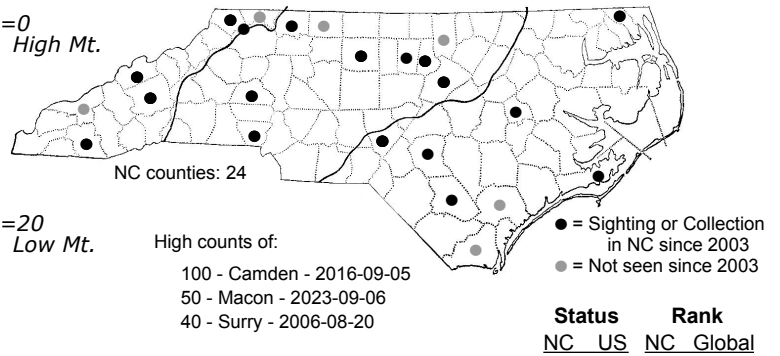 =0
High Mt.
NC counties: 24
=20
Low Mt.
High counts of:
100 - Camden - 2016-09-05
50 - Macon - 2023-09-06
40 - Surry - 2006-08-20
= Sighting or Collection
in NC since 2003
= Not seen since 2003
Status Rank
NC US NC Global